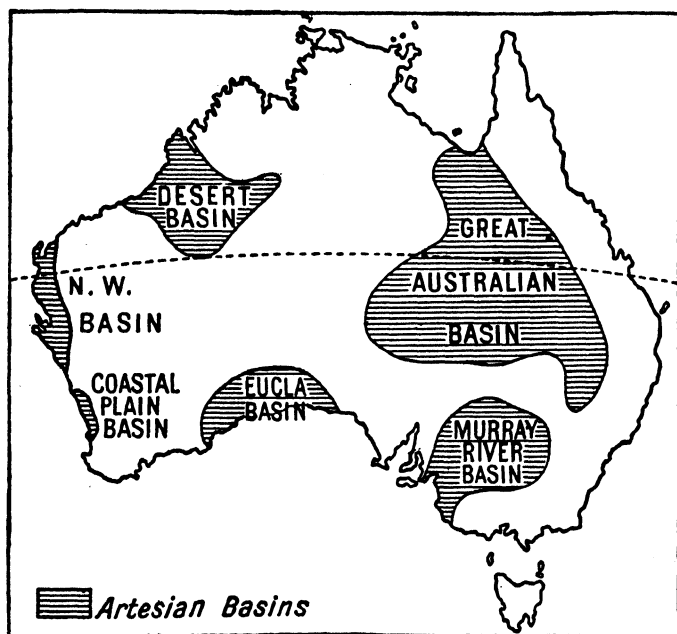 DESERT
BASIN
GREAT
AUSTRALIAN
BASIN
N. W.
BASIN
COASTAL
PLAIN
BASIN
EUCLA
BASIN
MURRAY
RIVER
BASIN
Artesian Basins